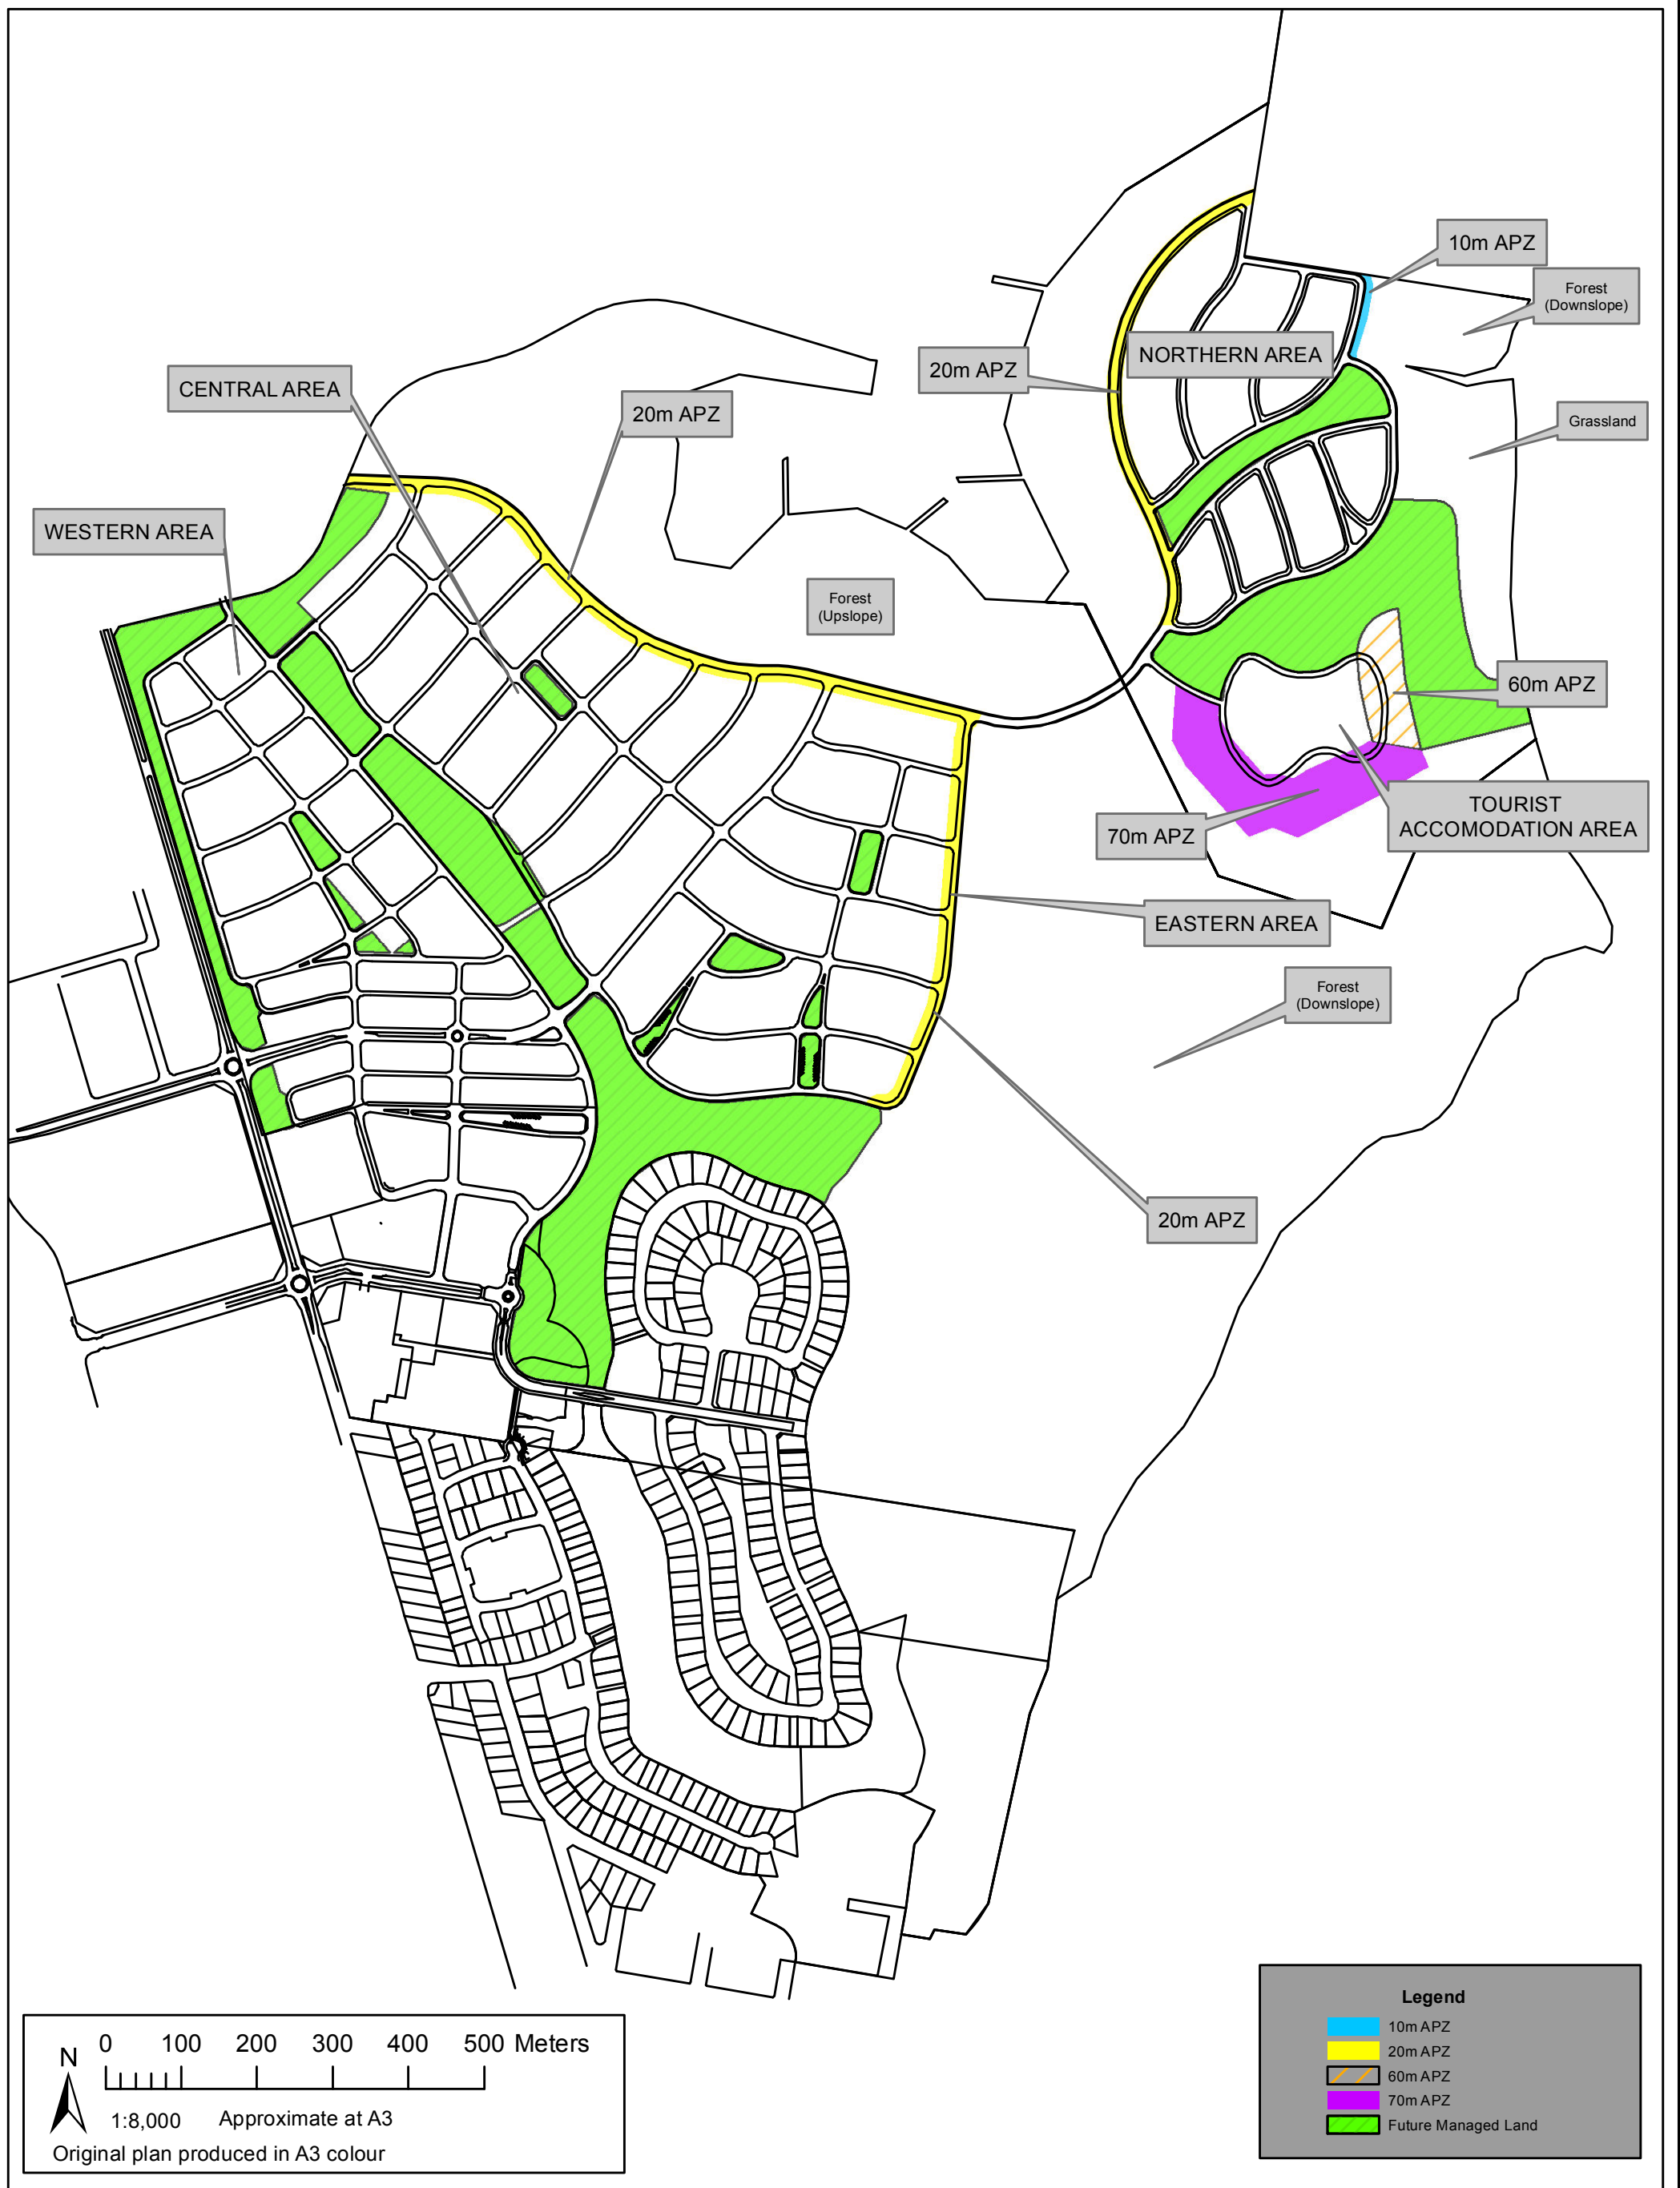 10m APZ
Forest
(Downslope)
NORTHERN AREA
20m APZ
CENTRAL AREA
20m APZ
Grassland
WESTERN AREA
Forest
(Upslope)
60m APZ
TOURIST
ACCOMODATION AREA
70m APZ
EASTERN AREA
Forest
(Downslope)
20m APZ
Legend
10m APZ
20m APZ
60m APZ
70m APZ
Future Managed Land
0 100 200 300 400 500 Meters
N
1:8,000 Approximate at A3
Original plan produced in A3 colour